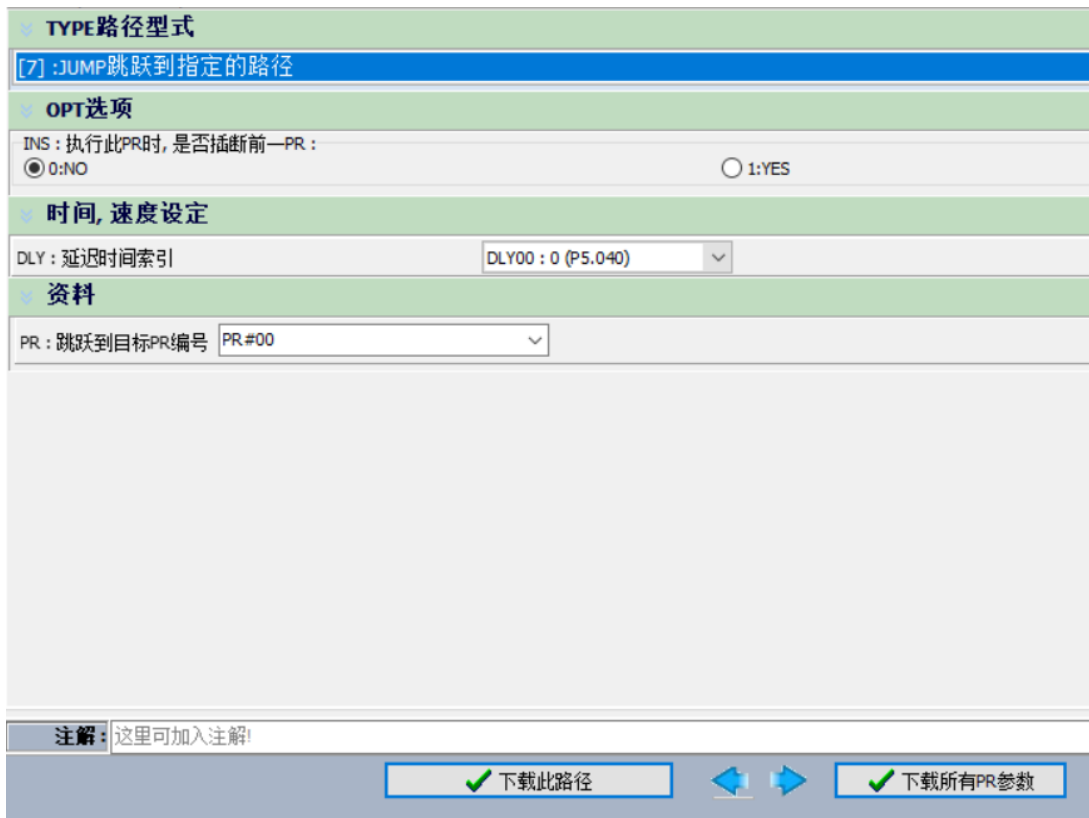 TYPE路径型式
[7] :JUMP跳跃到指定的路径
OPT选项
INS : 执行此PR时, 是否插断前一PR :
0:NO 1:YES
时间, 速度设定
DLY : 延迟时间索引 DLY00 : 0 (P5.040)
资料
PR : 跳跃到目标PR编号 PR#00
注解 : 这里可加入注解!
下载此路径 下载所有PR参数